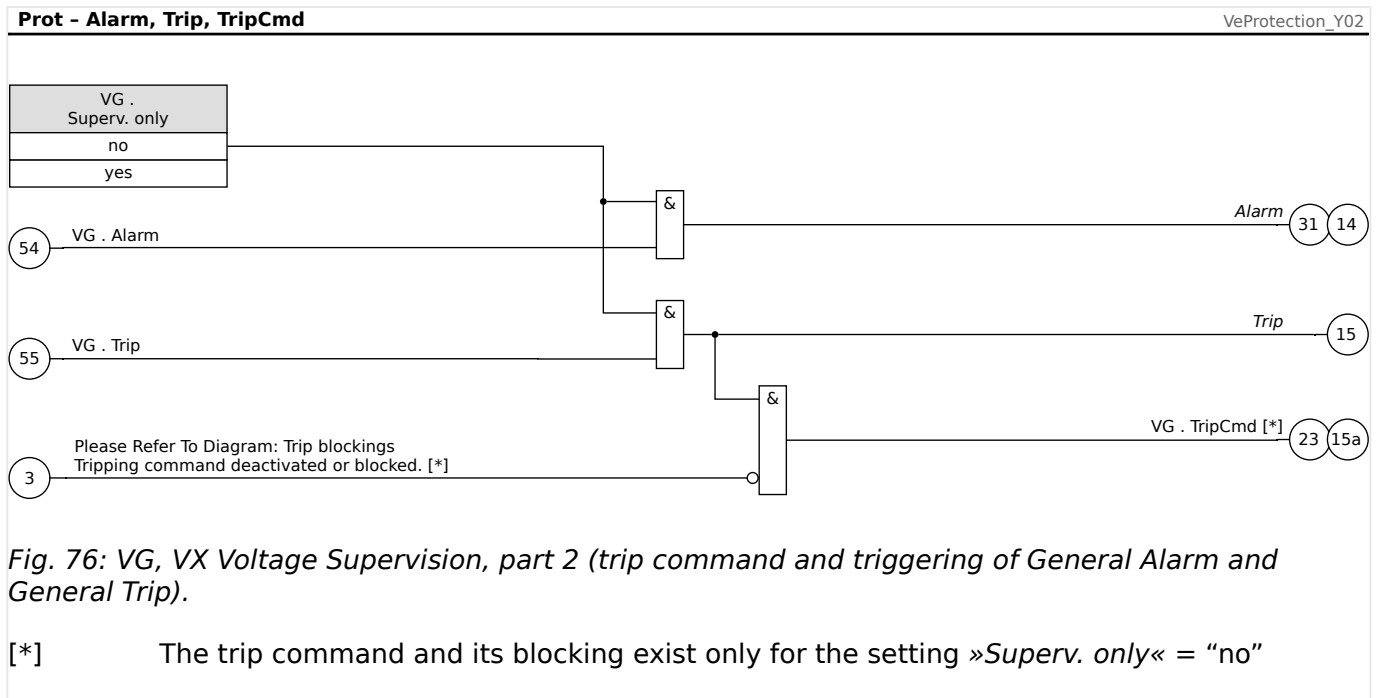 Prot – Alarm, Trip, TripCmd
VeProtection_Y02
VG .
Superv. only
no
yes
&
Alarm
31
14
54
VG . Alarm
&
Trip
15
55
VG . Trip
&
VG . TripCmd [*]
23
15a
Please Refer To Diagram: Trip blockings
Tripping command deactivated or blocked. [*]
3
Fig. 76: VG, VX Voltage Supervision, part 2 (trip command and triggering of General Alarm and
General Trip).
[*] The trip command and its blocking exist only for the setting »Superv. only« = “no”